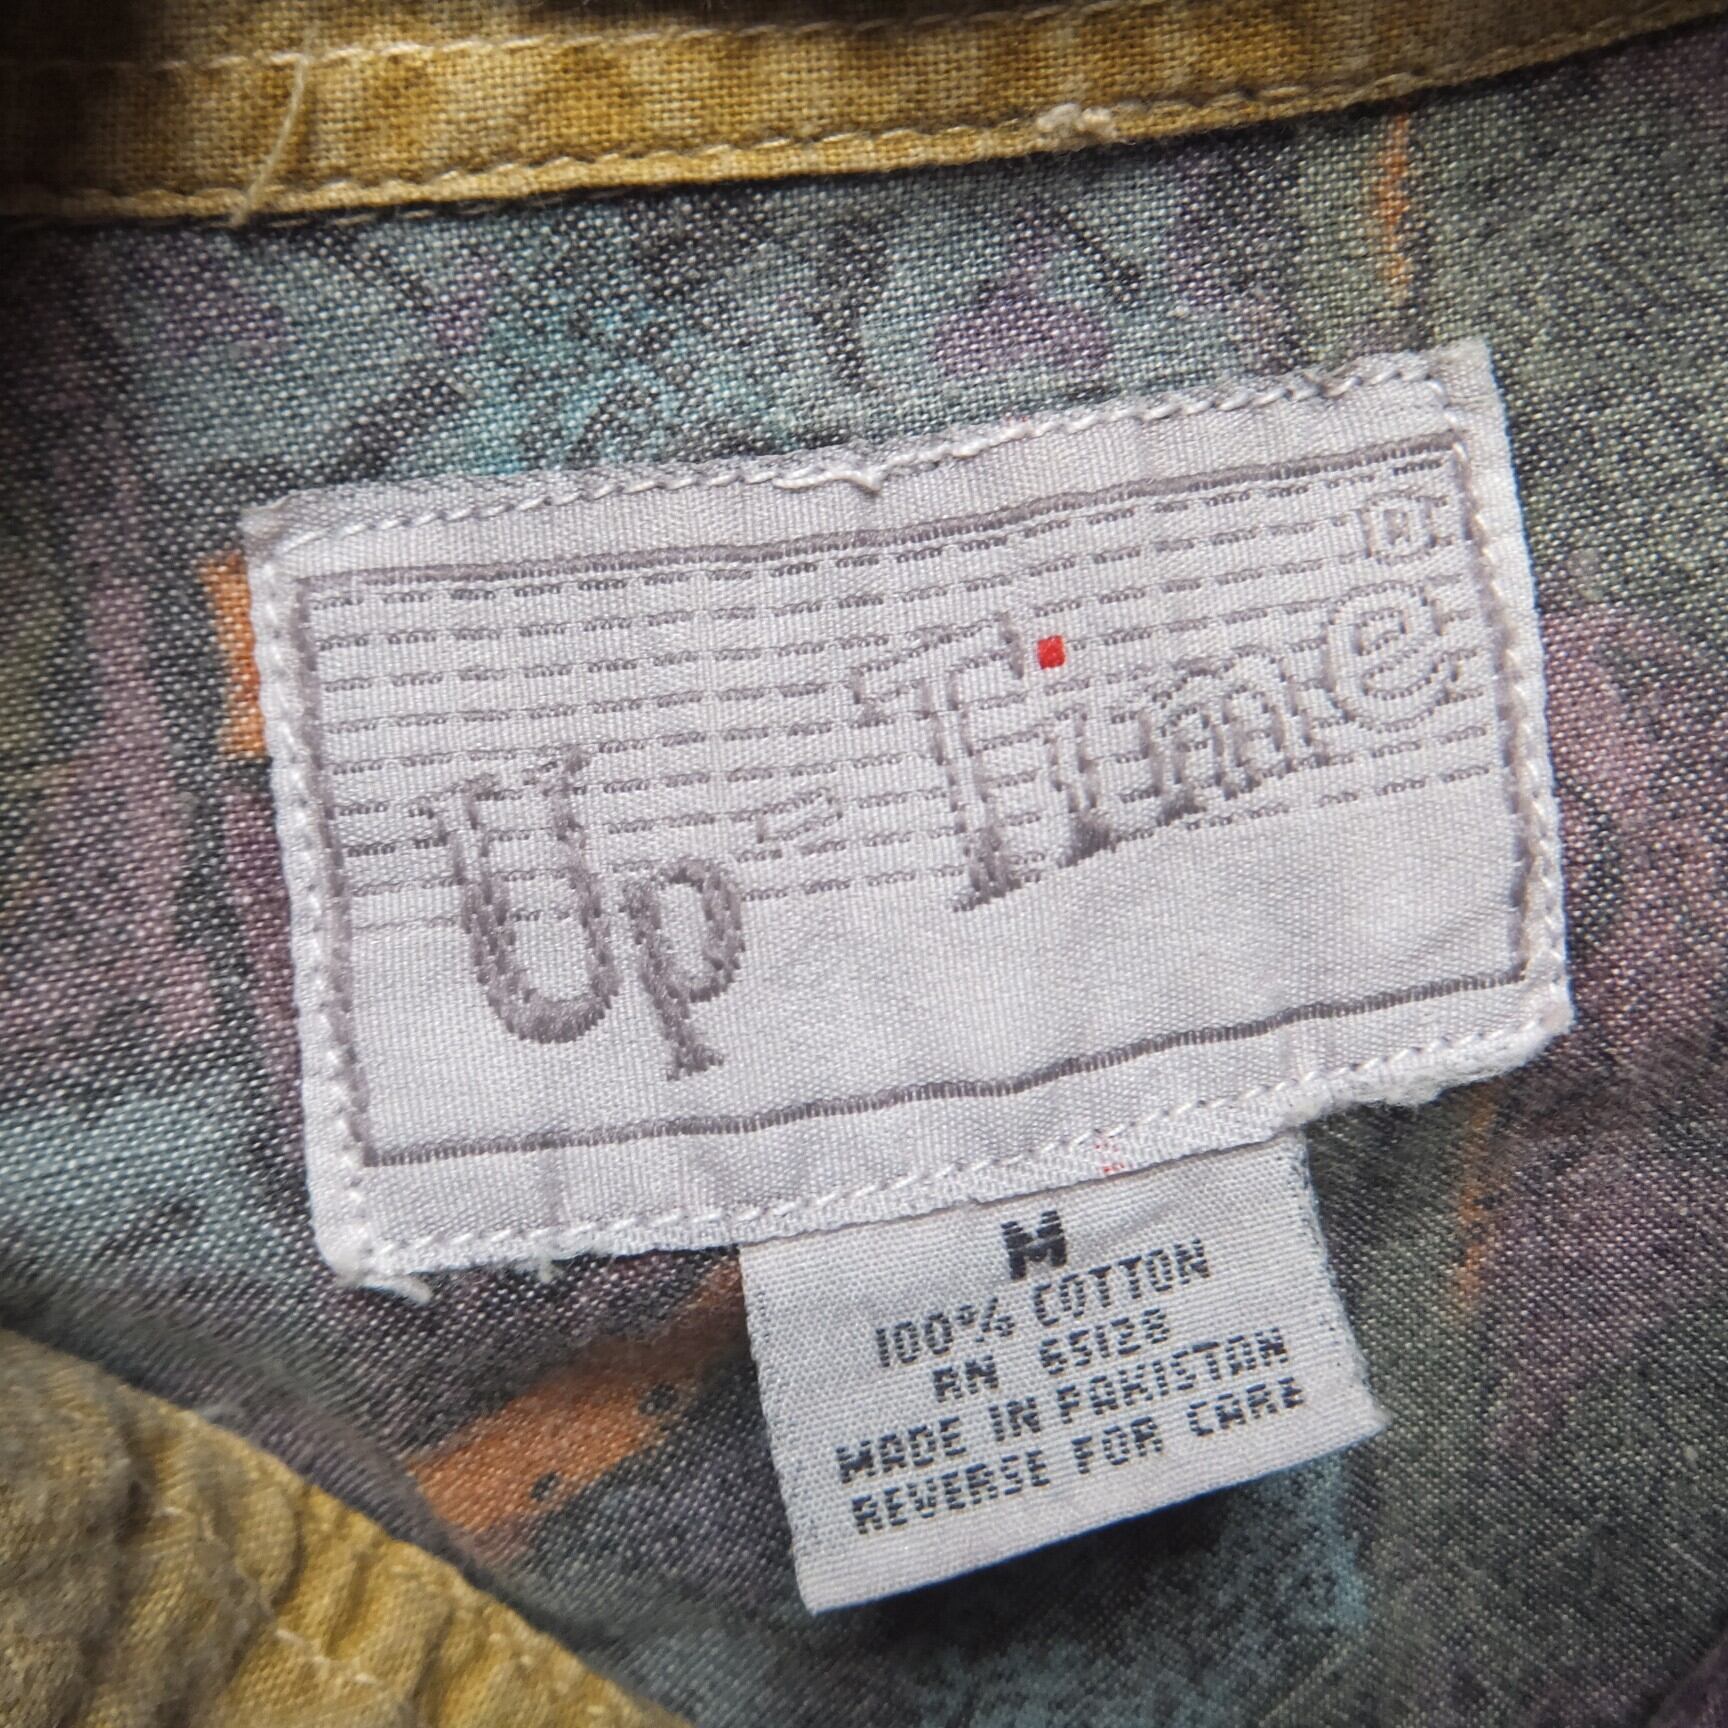 Up-Time®
M
100% COTTON
RN 65128
MADE IN PAKISTAN
REVERSE FOR CARE